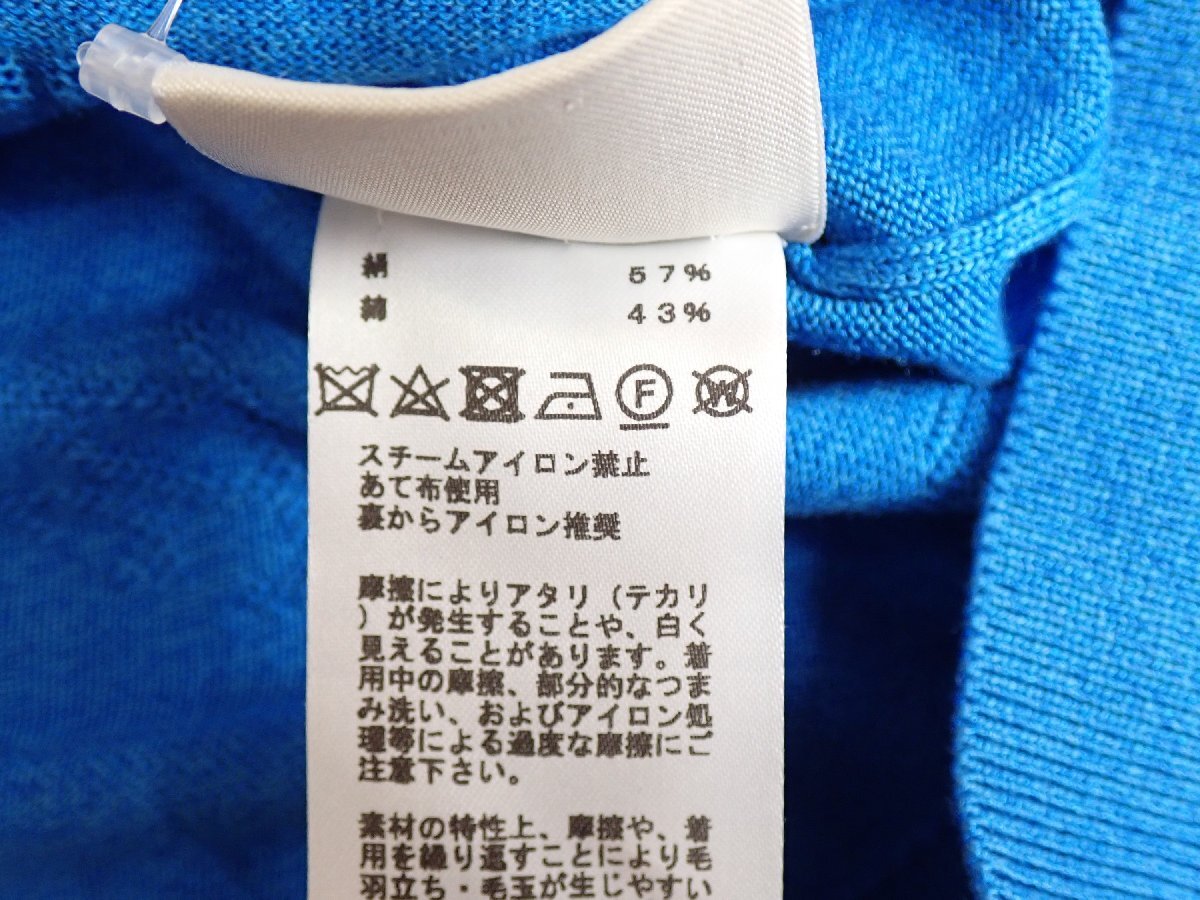 絹 57%
綿 43%
F W
スチームアイロン禁止
あて布使用
裏からアイロン推奨
摩擦によりアタリ(テカリ
)が発生することや、白く
見えることがあります。着
用中の摩擦、部分的なつま
み洗い、およびアイロン処
理等による過度な摩擦にご
注意下さい。
素材の特性上、摩擦や、着
用を繰り返すことにより毛
羽立ち・毛玉が生じやすい